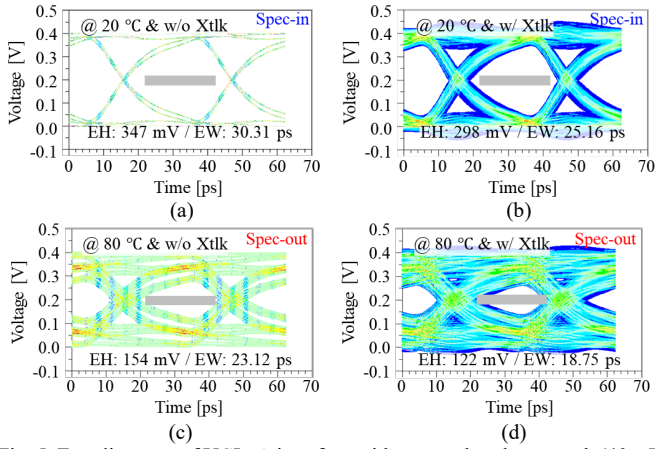 0.5
0.4
0.3
0.2
0.1
0.0
-0.1
Voltage [V]
@ 20 ℃ & w/o Xtlk
Spec-in
EH: 347 mV / EW: 30.31 ps
0 10 20 30 40 50 60 70
Time [ps]
(a)
0.5
0.4
0.3
0.2
0.1
0.0
-0.1
Voltage [V]
@ 20 ℃ & w/ Xtlk
Spec-in
EH: 298 mV / EW: 25.16 ps
0 10 20 30 40 50 60 70
Time [ps]
(b)
0.5
0.4
0.3
0.2
0.1
0.0
-0.1
Voltage [V]
@ 80 ℃ & w/o Xtlk
Spec-out
EH: 154 mV / EW: 23.12 ps
0 10 20 30 40 50 60 70
Time [ps]
(c)
0.5
0.4
0.3
0.2
0.1
0.0
-0.1
Voltage [V]
@ 80 ℃ & w/ Xtlk
Spec-out
EH: 122 mV / EW: 18.75 ps
0 10 20 30 40 50 60 70
Time [ps]
(d)